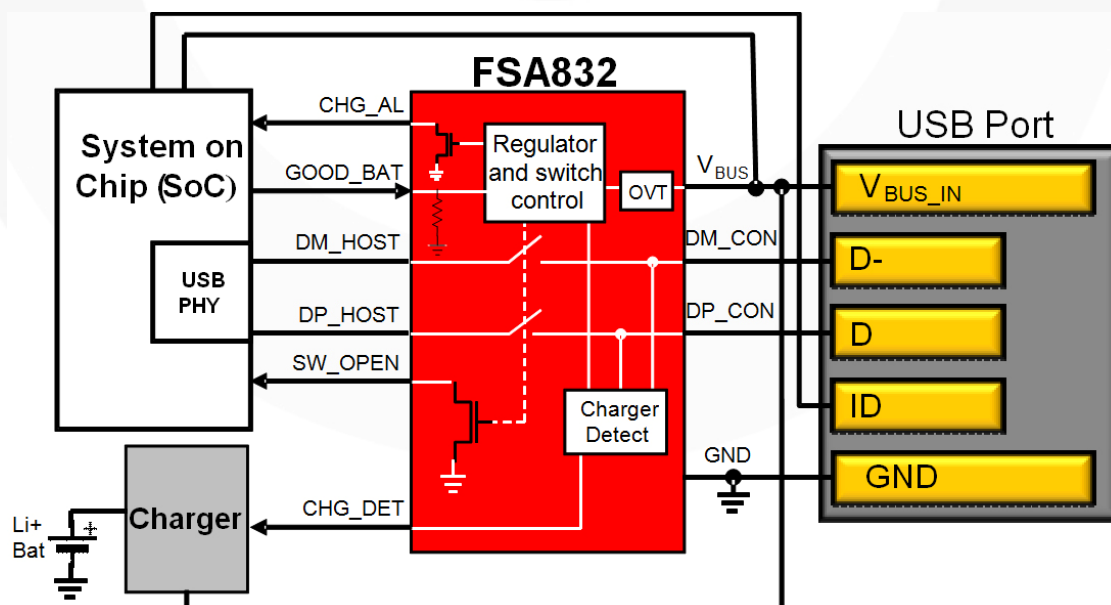 FSA832
USB Port
System on
Chip (SoC)
USB
PHY
CHG_AL
GOOD_BAT
DM_HOST
DP_HOST
SW_OPEN
CHG_DET
Regulator
and switch
control
OVT
Charger
Detect
VBUS
DM_CON
DP_CON
GND
VBUS_IN
D-
D
ID
GND
Charger
Li+
Bat
+